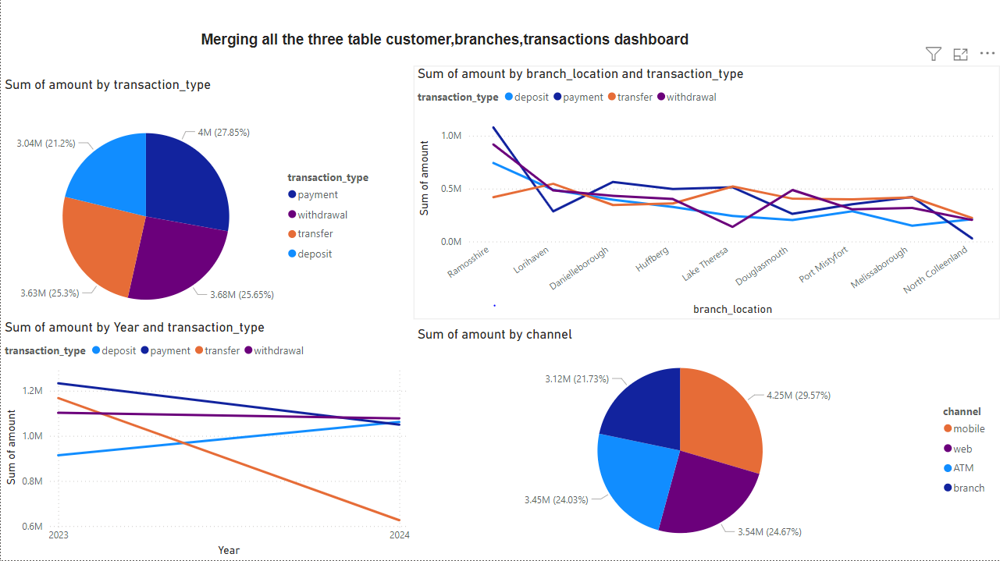 Merging all the three table customer,branches,transactions dashboard
Sum of amount by transaction_type
4M (27.85%)
3.04M (21.2%)
3.63M (25.3%)
3.68M (25.65%)
transaction_type
payment
withdrawal
transfer
deposit
Sum of amount by branch_location and transaction_type
transaction_type deposit payment transfer withdrawal
Sum of amount
1.0M
0.5M
0.0M
Ramosshire
Lorihaven
Danielleborough
Huffberg
Lake Theresa
Douglasmouth
Port Mistyfort
Melissaborough
North Colleenland
branch_location
Sum of amount by Year and transaction_type
transaction_type deposit payment transfer withdrawal
Sum of amount
1.2M
1.0M
0.8M
0.6M
2023
2024
Year
Sum of amount by channel
3.12M (21.73%)
4.25M (29.57%)
3.45M (24.03%)
3.54M (24.67%)
channel
mobile
web
ATM
branch